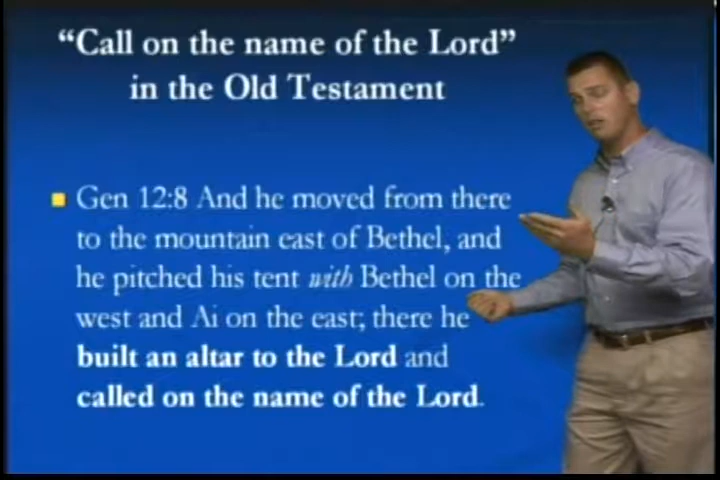 “Call on the name of the Lord”
in the Old Testament
Gen 12:8 And he moved from there
to the mountain east of Bethel, and
he pitched his tent with Bethel on the
west and Ai on the east; there he
built an altar to the Lord and
called on the name of the Lord.